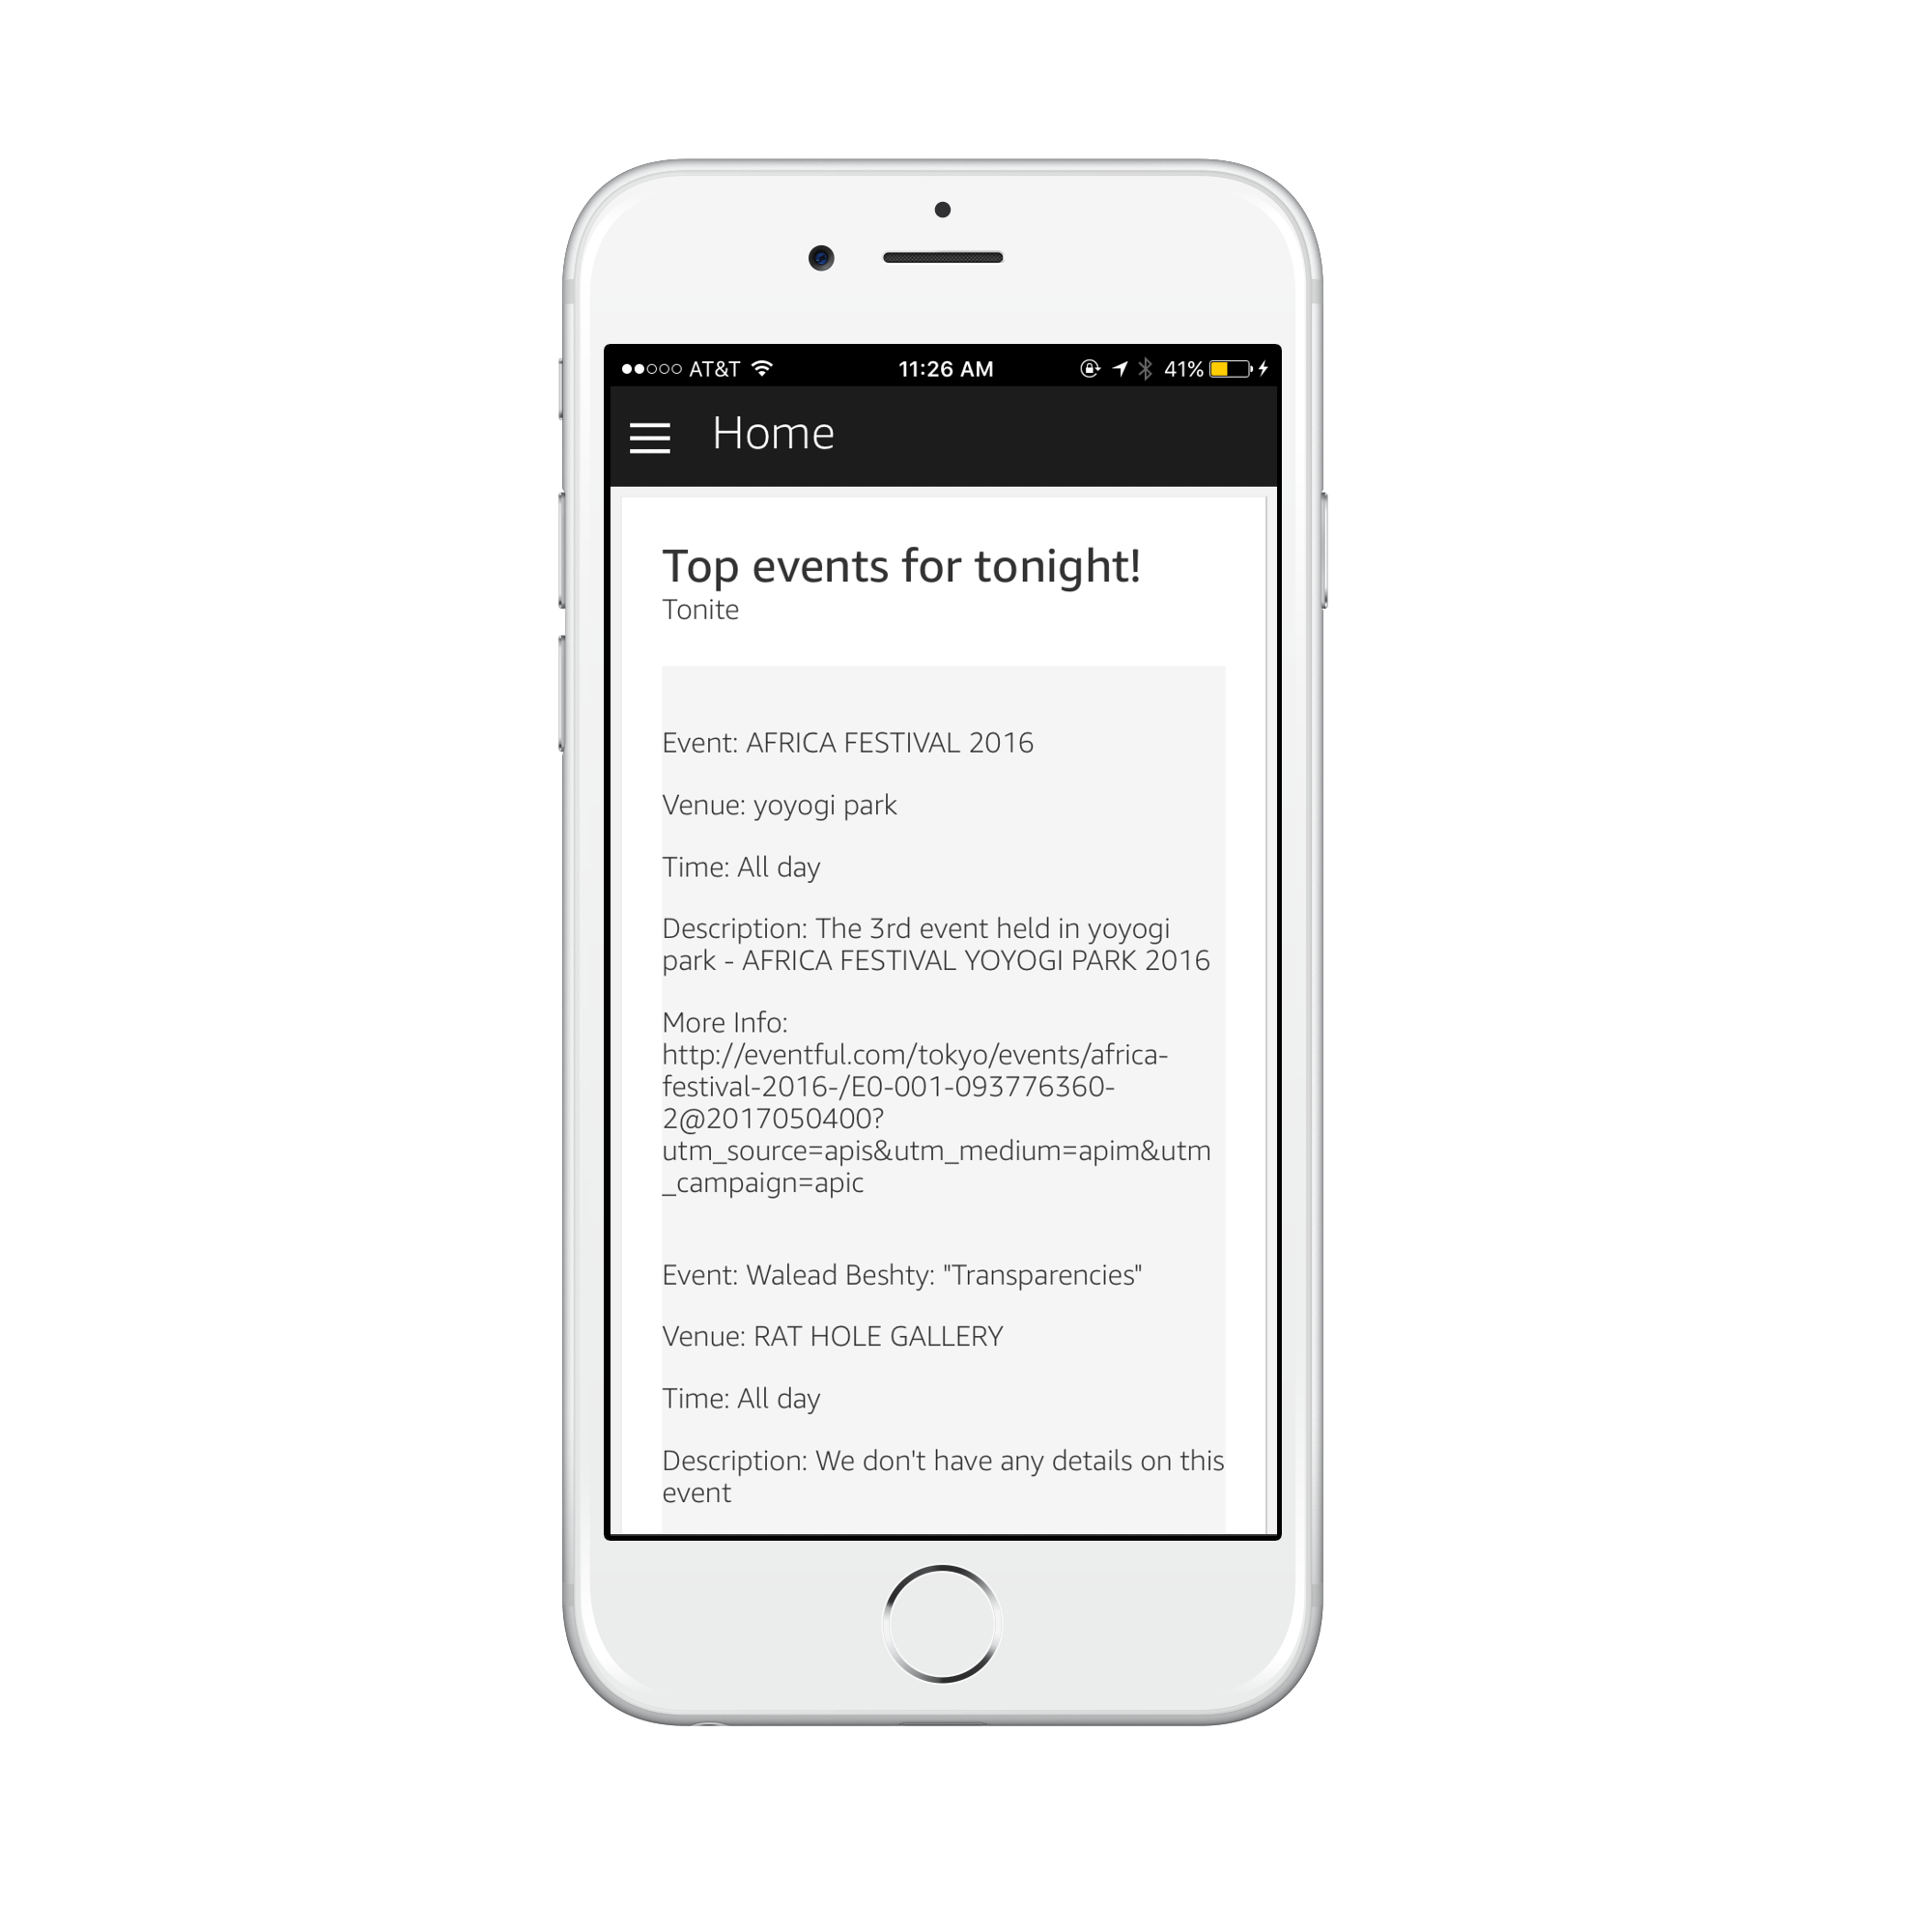 AT&T 11:26 AM 41%
Home
Top events for tonight!
Tonite
Event: AFRICA FESTIVAL 2016
Venue: yoyogi park
Time: All day
Description: The 3rd event held in yoyogi
park - AFRICA FESTIVAL YOYOGI PARK 2016
More Info:
http://eventful.com/tokyo/events/africa-
festival-2016-/E0-001-093776360-
2@2017050400?
utm_source=apis&utm_medium=apim&utm
_campaign=apic
Event: Walead Beshty: "Transparencies"
Venue: RAT HOLE GALLERY
Time: All day
Description: We don't have any details on this
event